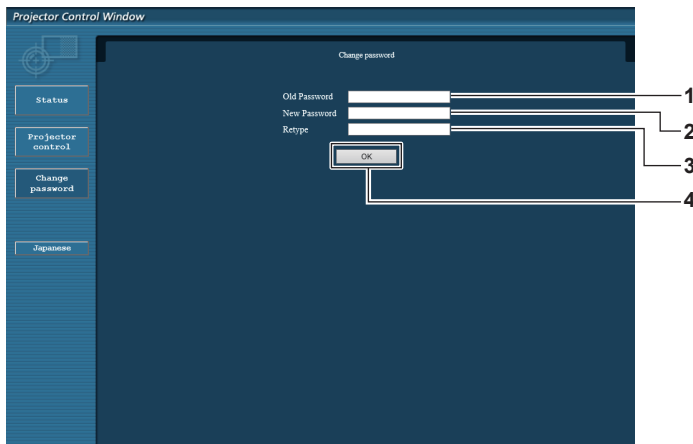 Projector Control Window
Change password
Status
Old Password
1
New Password
2
Projector
control
Retype
3
OK
Change
password
4
Japanese